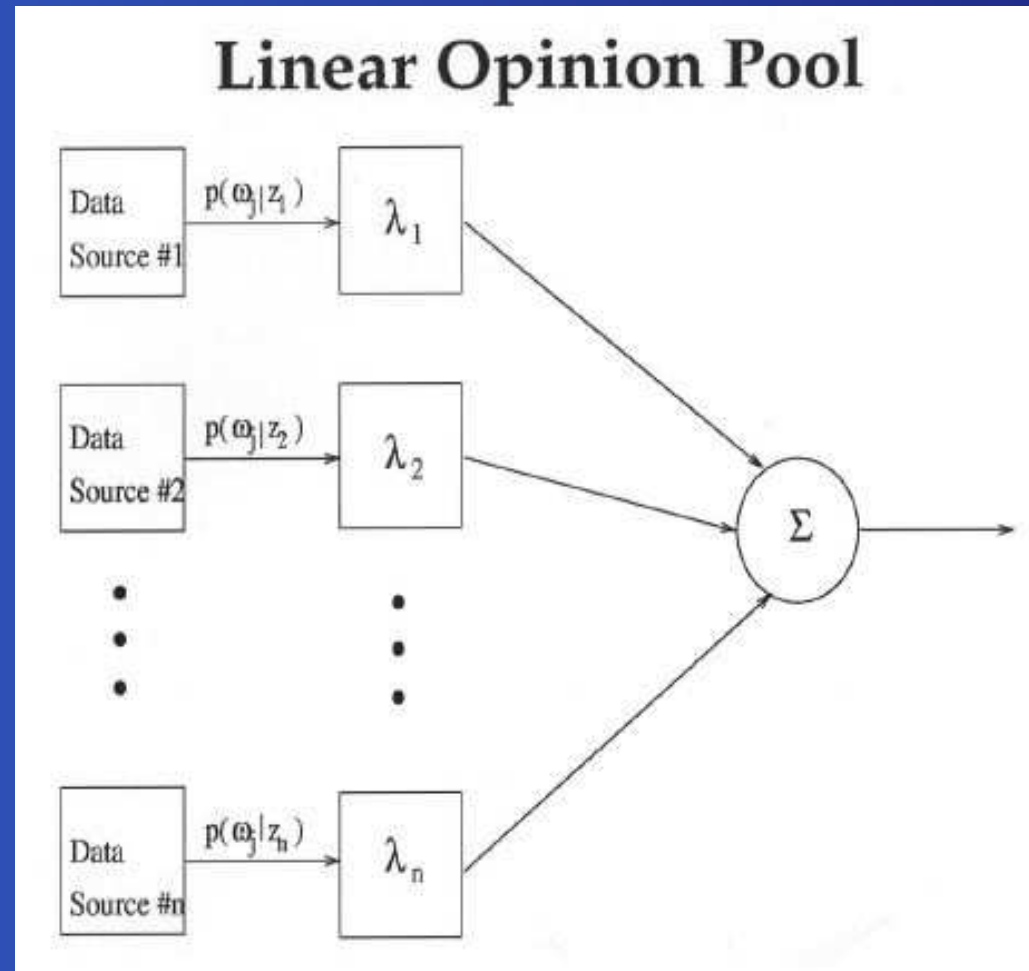 Linear Opinion Pool
Data
Source #1
p(ωj|z1)
λ1
Data
Source #2
p(ωj|z2)
λ2
Σ
Data
Source #n
p(ωj|zn)
λn